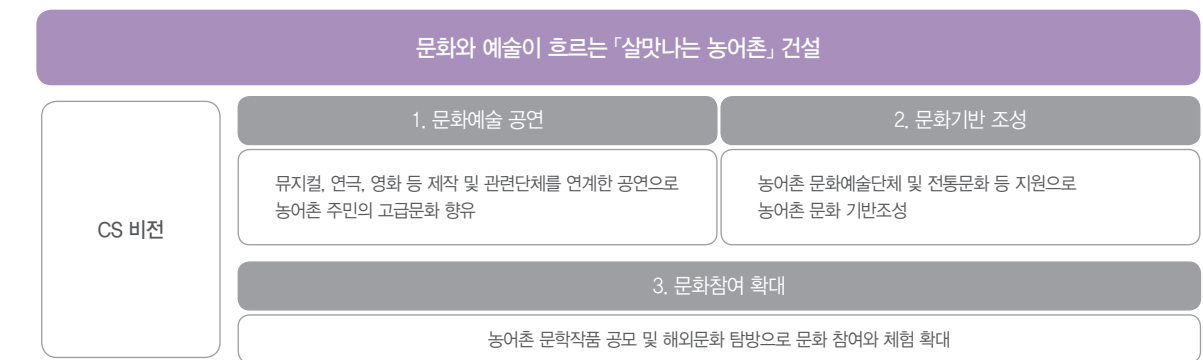 문화와 예술이 흐르는 「살맛나는 농어촌」 건설
CS 비전
1. 문화예술 공연
뮤지컬, 연극, 영화 등 제작 및 관련단체를 연계한 공연으로
농어촌 주민의 고급문화 향유
2. 문화기반 조성
농어촌 문화예술단체 및 전통문화 등 지원으로
농어촌 문화 기반조성
3. 문화참여 확대
농어촌 문학작품 공모 및 해외문화 탐방으로 문화 참여와 체험 확대